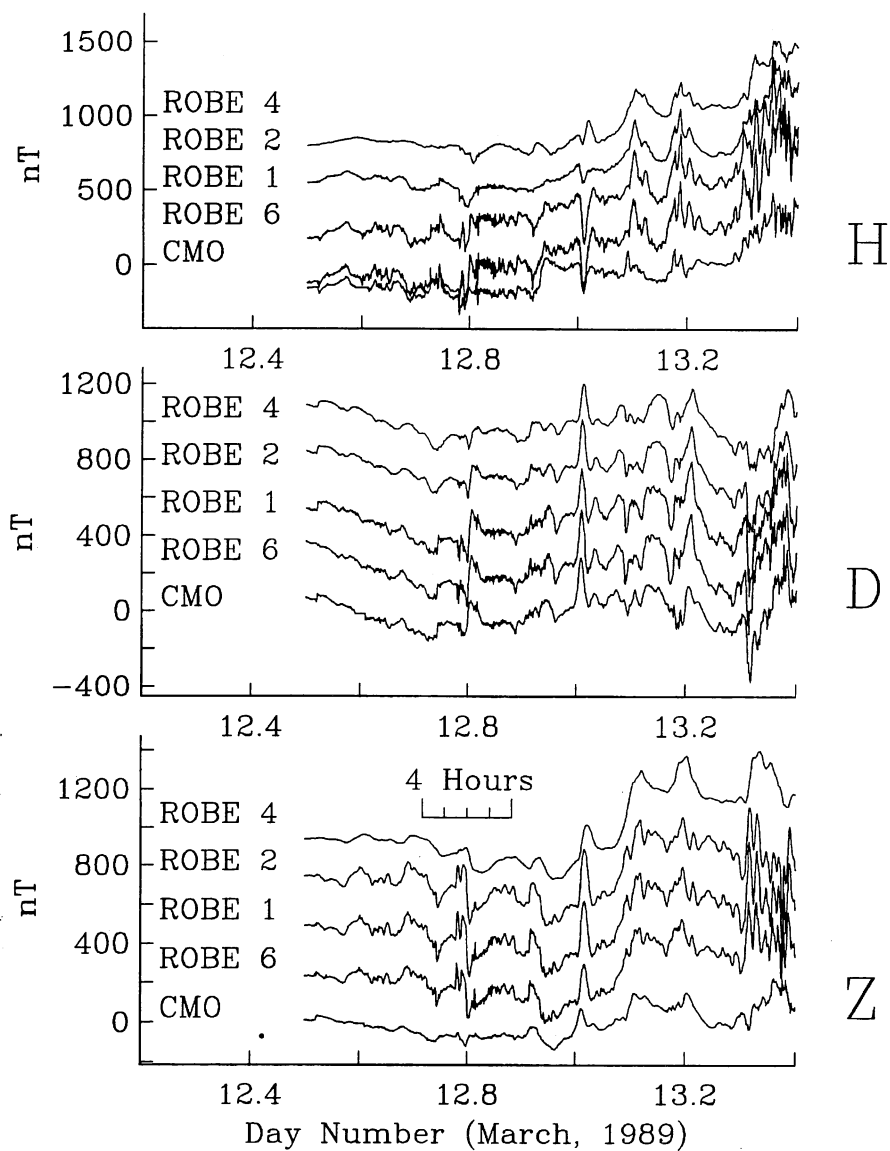 1500
ROBE 4
1000
ROBE 2
nT
ROBE 1
500
ROBE 6
CMO
0
H
12.4
12.8
13.2
1200
ROBE 4
800
ROBE 2
ROBE 1
nT
400
ROBE 6
CMO
0
D
-400
12.4
12.8
13.2
4 Hours
1200
ROBE 4
800
ROBE 2
nT
ROBE 1
400
ROBE 6
CMO
0
Z
12.4
12.8
13.2
Day Number (March, 1989)